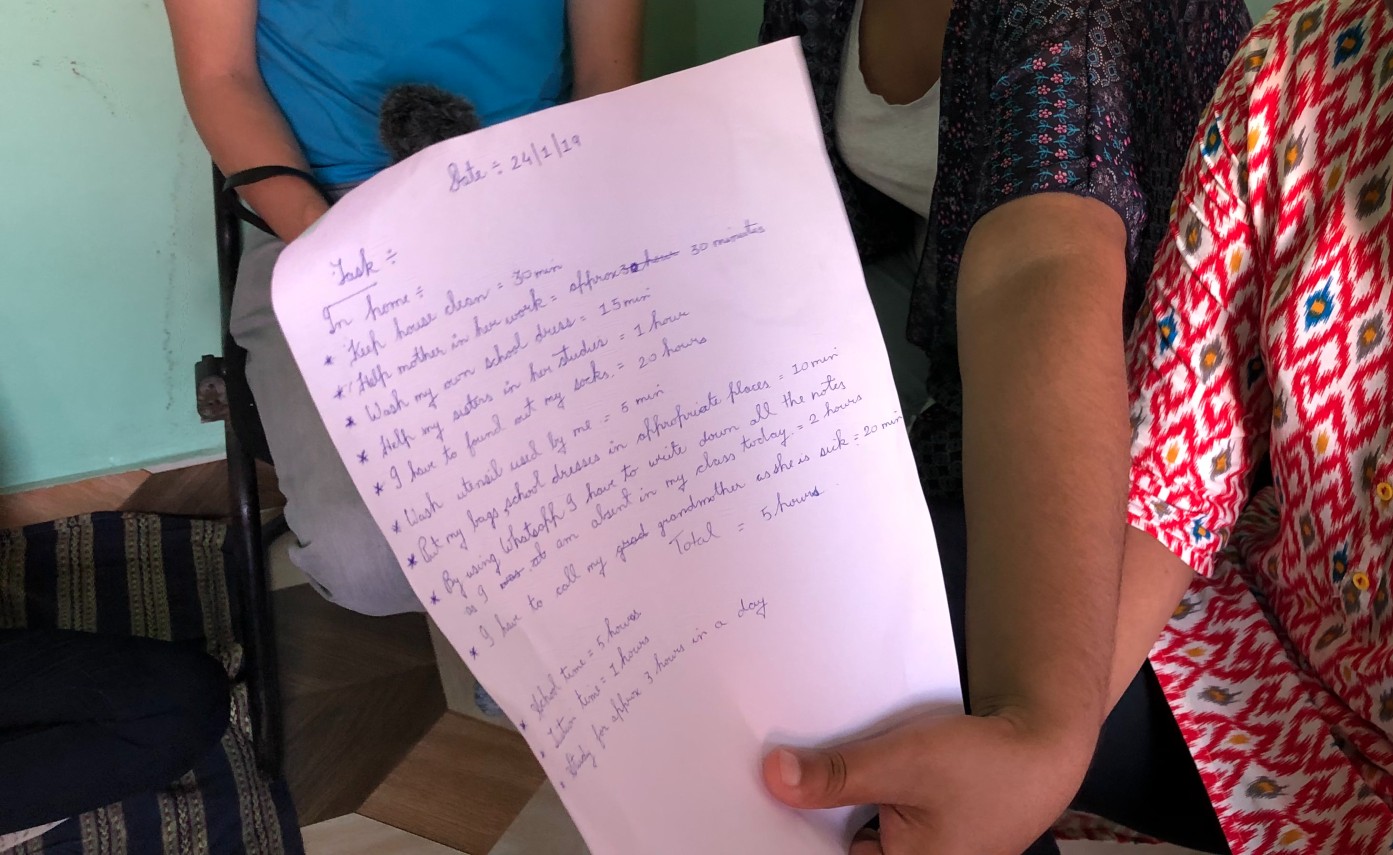 Date ÷ 24/1/19
Task ÷
In home ÷
* Keep house clean = 30 min
* Help mother in her work = approx 30 hour 30 minutes
* Wash my own school dress = 15 min
* Help my sisters in her studies = 1 hour
* I have to found out my socks. = 20 hours
* Wash utensil used by me = 5 min
* Put my bags, school dresses in appropriate places = 10 min
* By using Whatsapp I have to write down all the notes
as I am absent in my class today. = 2 hours
* I have to call my grandmother as she is sick = 20 min
Total = 5 hours
* School time = 5 hours
* Tution time = 1 hours
* Study for approx 3 hours in a day